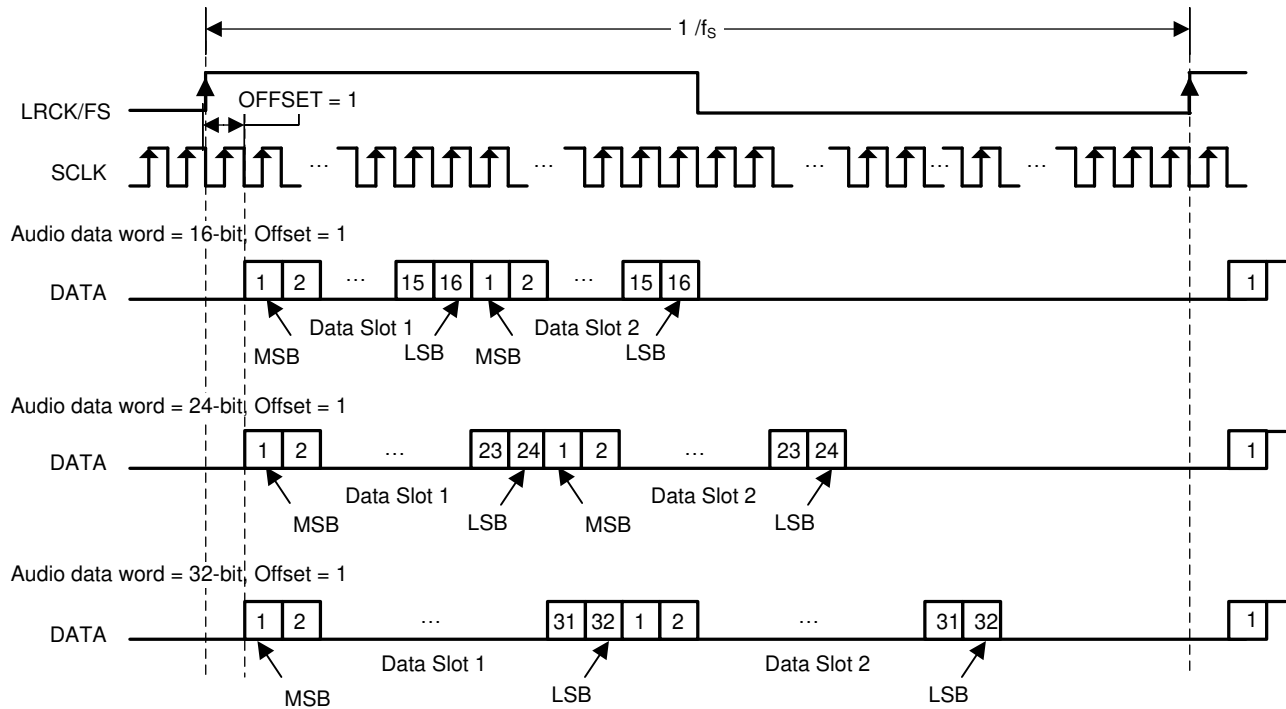 1 /fS
LRCK/FS
OFFSET = 1
SCLK
… … … … …
Audio data word = 16-bit, Offset = 1
DATA
1 2 … 15 16 1 2 … 15 16 1
Data Slot 1 Data Slot 2
MSB LSB MSB LSB
Audio data word = 24-bit, Offset = 1
DATA
1 2 … 23 24 1 2 … 23 24 1
Data Slot 1 Data Slot 2
MSB LSB MSB LSB
Audio data word = 32-bit, Offset = 1
DATA
1 2 … 31 32 1 2 … 31 32 1
Data Slot 1 Data Slot 2
MSB LSB LSB